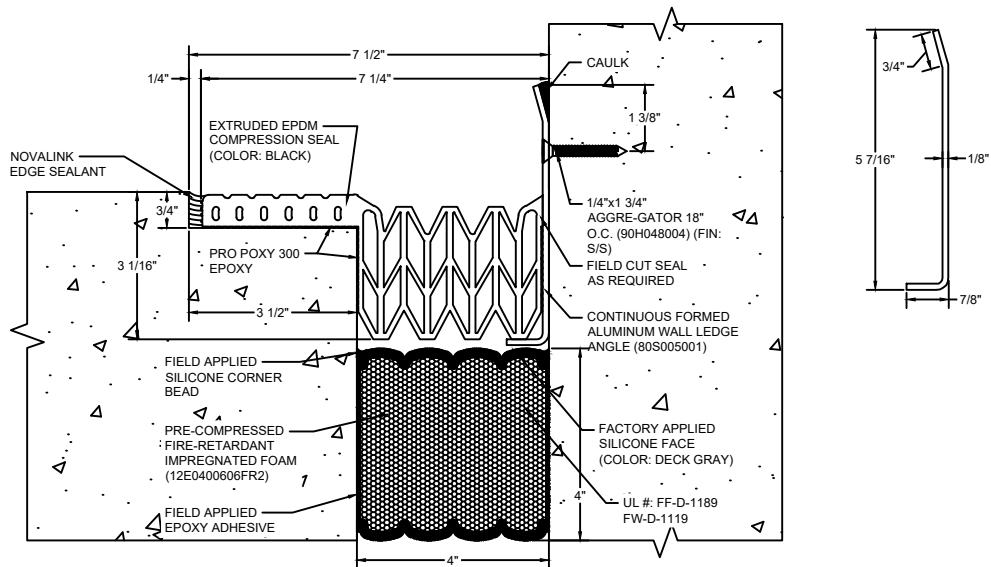 7 1/2"
1/4"
7 1/4"
CAULK
1 3/8"
3/4"
5 7/16"
1/8"
7/8"
EXTRUDED EPDM
COMPRESSION SEAL
(COLOR: BLACK)
NOVALINK
EDGE SEALANT
3/4"
3 1/16"
PRO POXY 300
EPOXY
3 1/2"
1/4"x1 3/4"
AGGRE-GATOR 18"
O.C. (90H048004) (FIN:
S/S)
FIELD CUT SEAL
AS REQUIRED
CONTINUOUS FORMED
ALUMINUM WALL LEDGE
ANGLE (80S005001)
FIELD APPLIED
SILICONE CORNER
BEAD
PRE-COMPRESSED
FIRE-RETARDANT
IMPREGNATED FOAM
(12E0400606FR2)
FIELD APPLIED
EPOXY ADHESIVE
FACTORY APPLIED
SILICONE FACE
(COLOR: DECK GRAY)
UL #: FF-D-1189
FW-D-1119
4"
4"